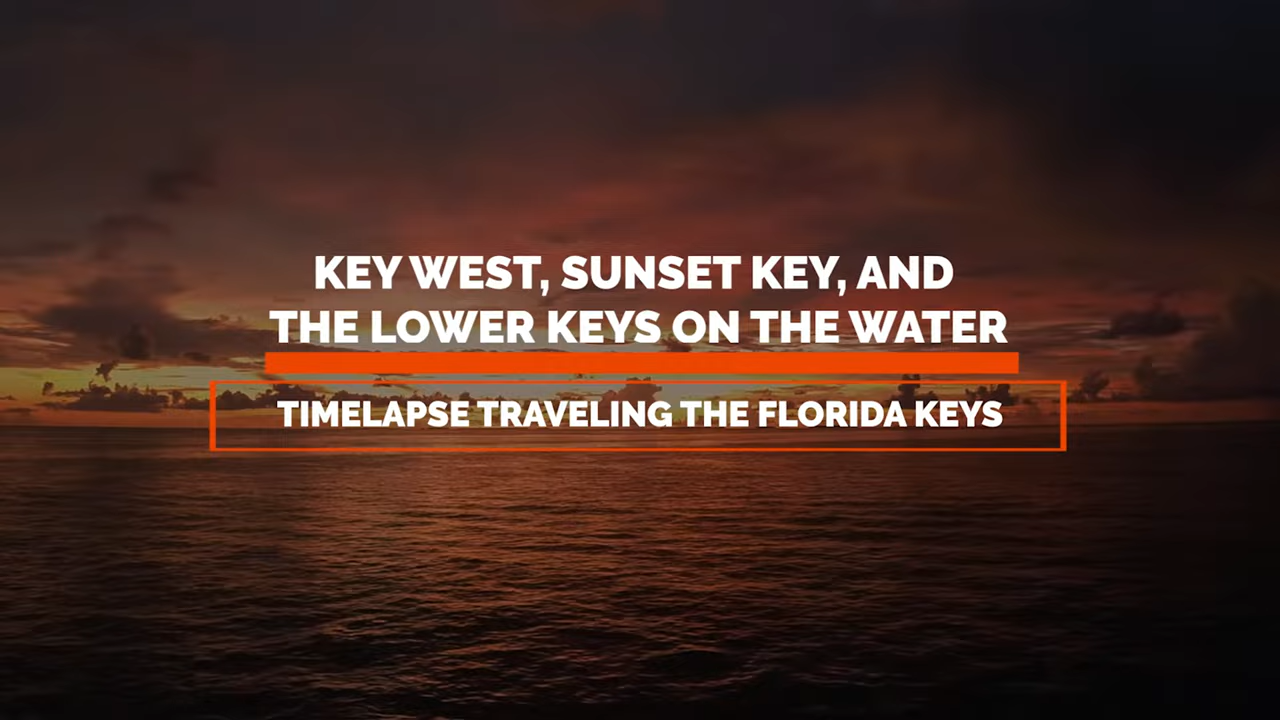 KEY WEST, SUNSET KEY, AND
THE LOWER KEYS ON THE WATER
TIMELAPSE TRAVELING THE FLORIDA KEYS